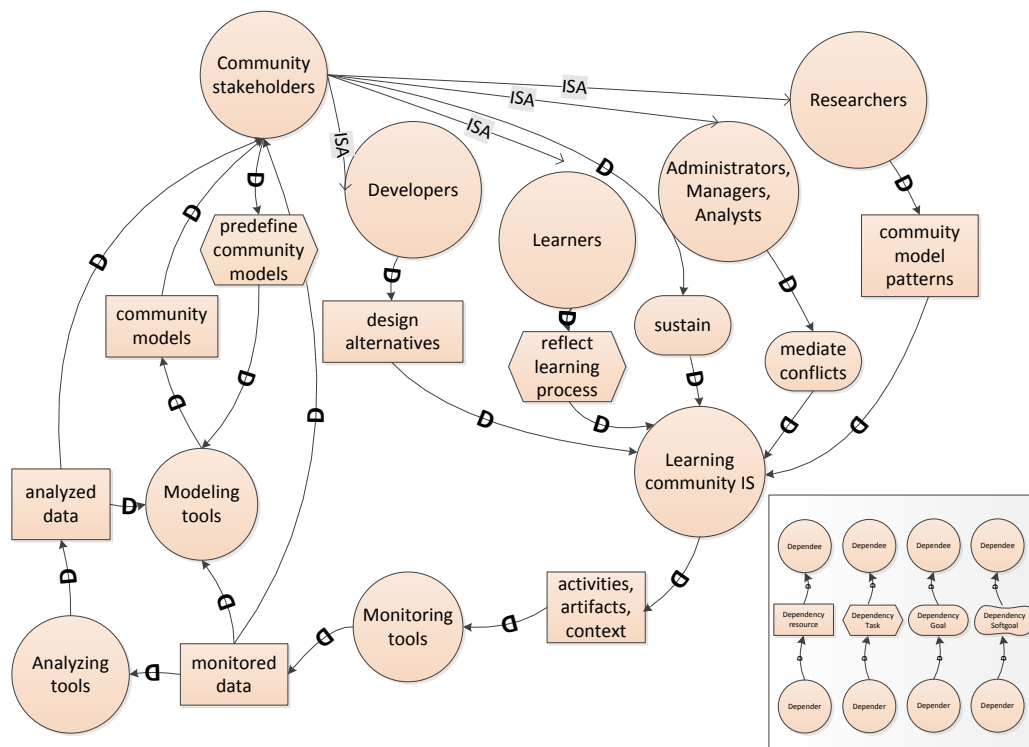 Community
stakeholders
ISA
ISA
ISA
ISA
Researchers
Developers
Administrators,
Managers,
Analysts
Learners
D
D
D
D
D
D
D
D
predefine
community
models
commuity
model
patterns
community
models
design
alternatives
sustain
reflect
learning
process
mediate
conflicts
D
D
D
D
D
D
D
D
D
Learning
community IS
analyzed
data
D
Modeling
tools
D
D
activities,
artifacts,
context
D
Monitoring
tools
D
D
Analyzing
tools
D
monitored
data
Dependee
Dependee
Dependee
Dependee
D
D
D
D
Dependency
resource
Dependency
Task
Dependency
Goal
Dependency
Softgoal
D
D
D
D
Depender
Depender
Depender
Depender